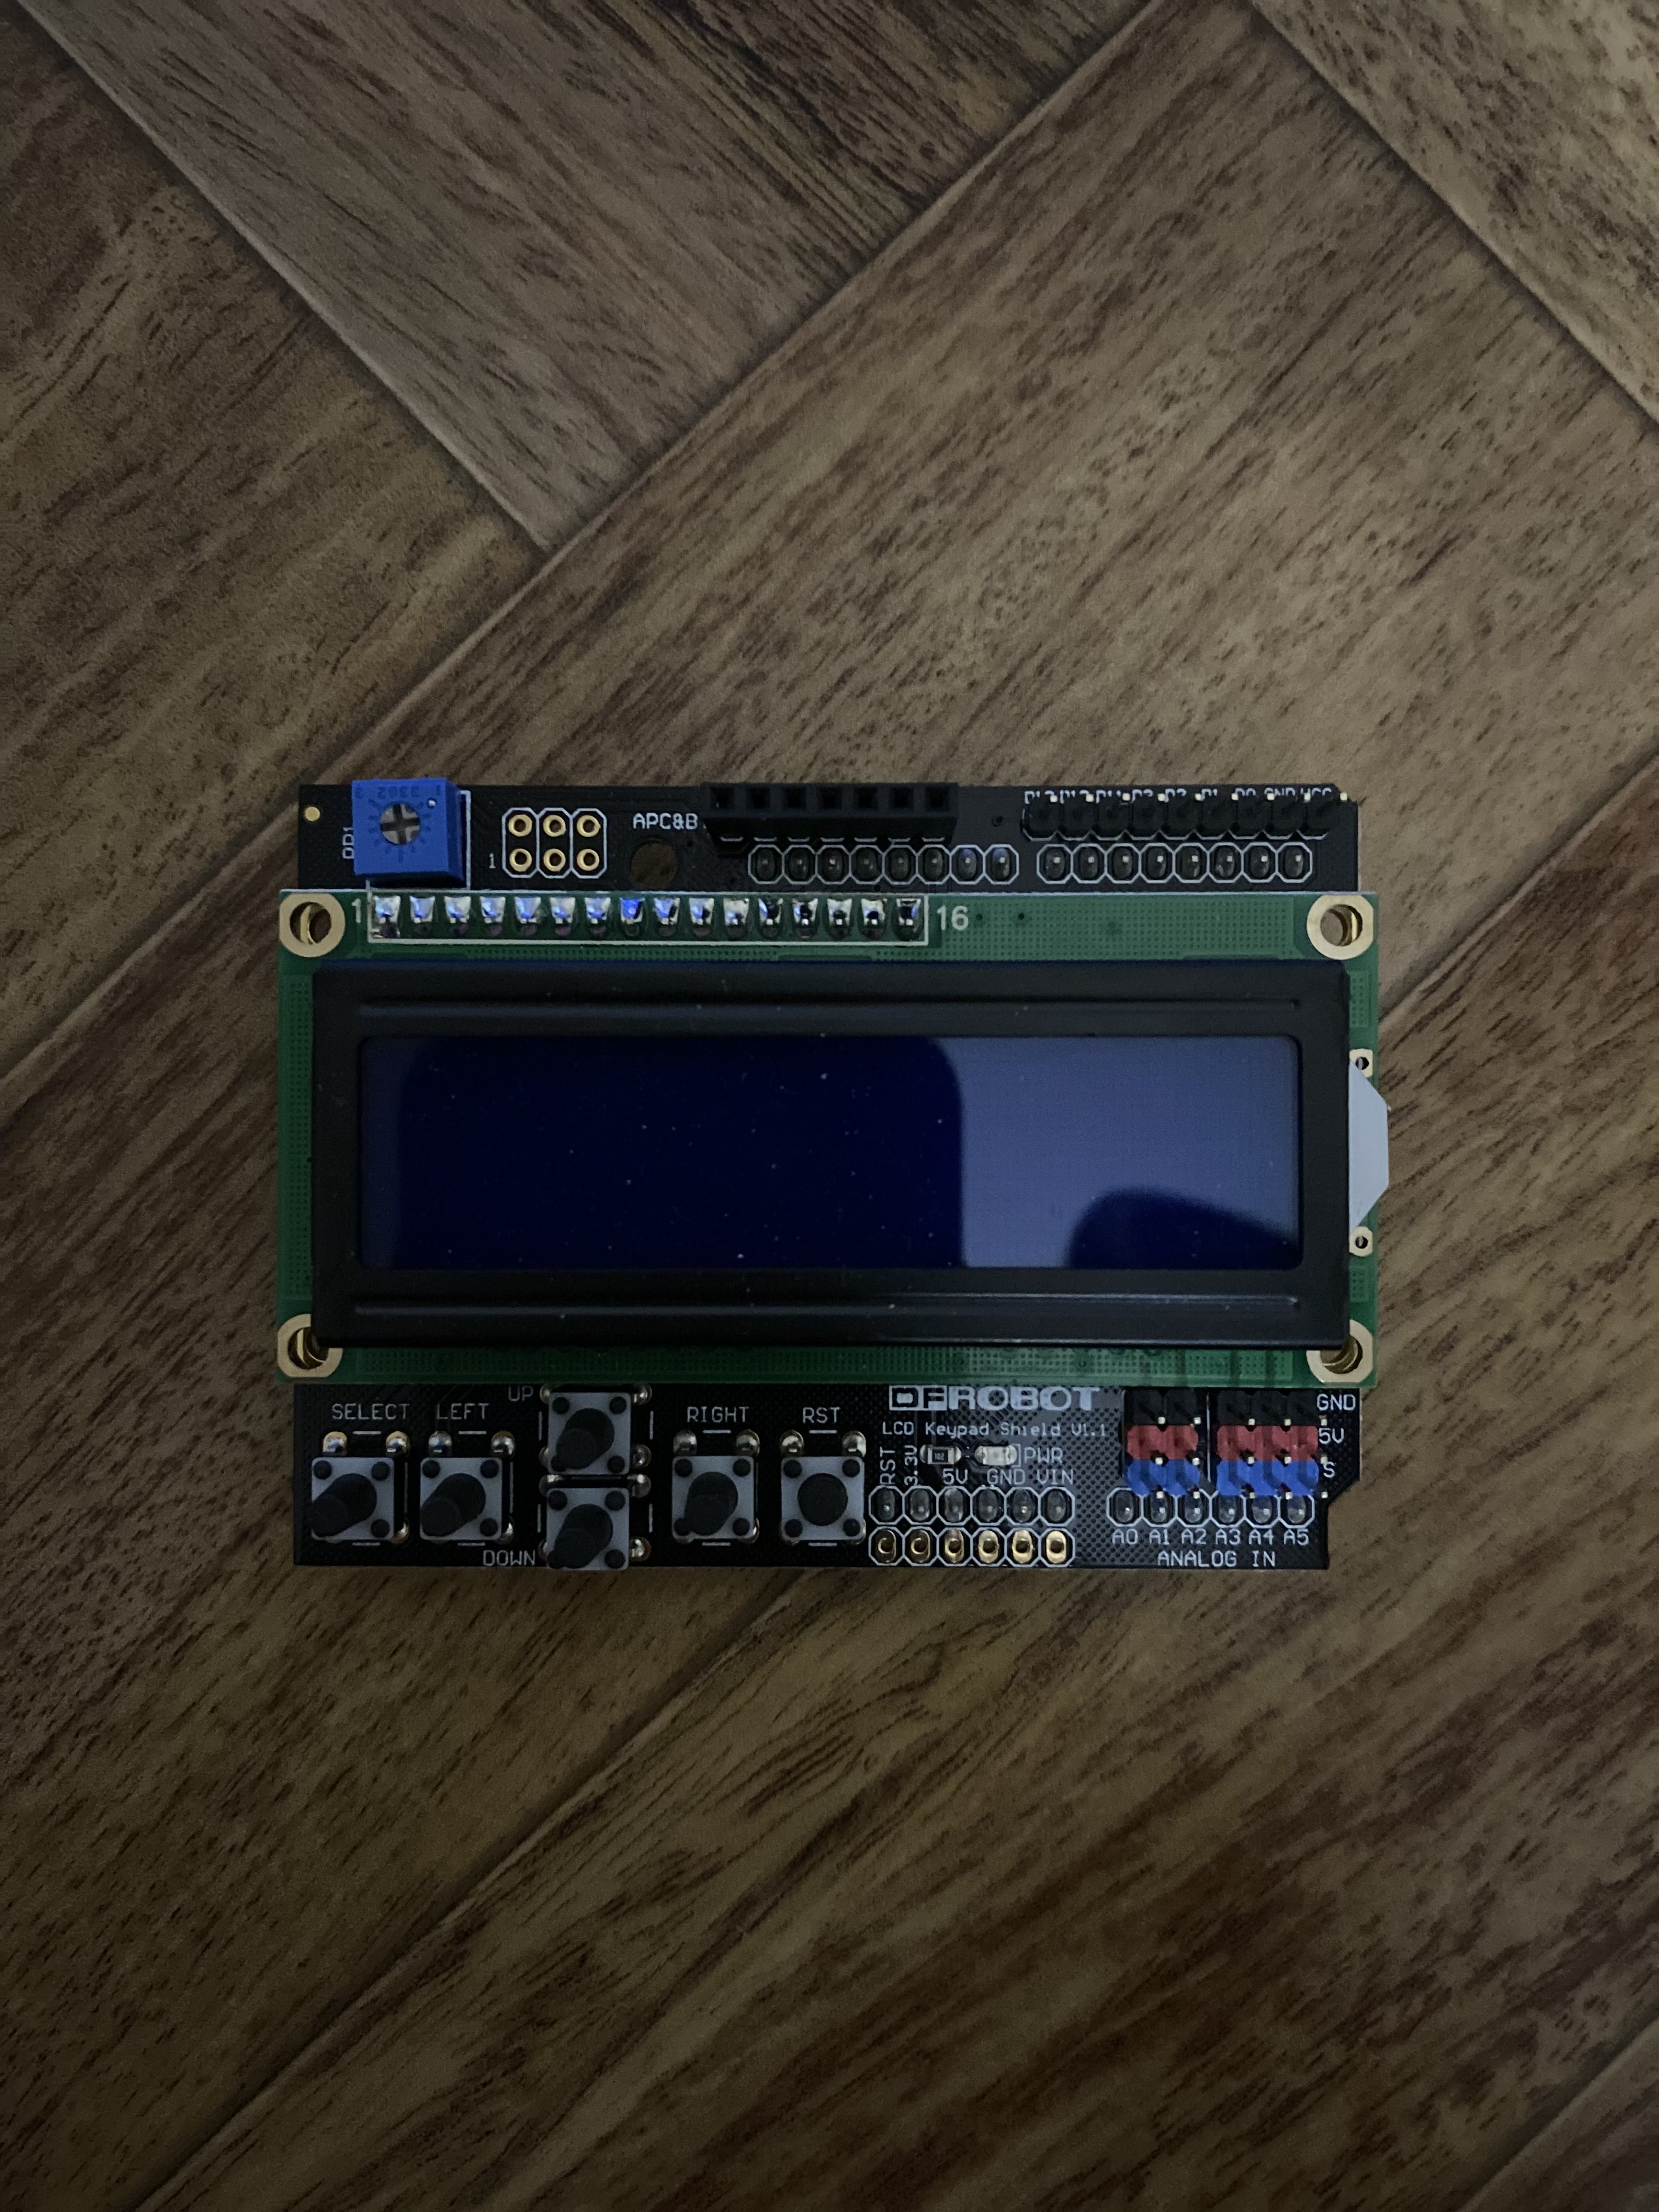 3362
1
APC&B
1
16
UP
SELECT
LEFT
RIGHT
RST
DOWN
DFROBOT
LCD Keypad Shield V1.1
PWR
RST
3.3V
5V
GND
VIN
GND
5V
S
A0 A1 A2 A3 A4 A5
ANALOG IN